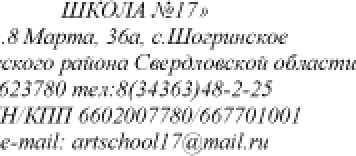 ШКОЛА №17»
.8 Марта, 36а, с.Шогринское
ского района Свердловской области
623780 тел:8(34363)48-2-25
Н/КПП 6602007780/667701001
e-mail: artschool17@mail.ru